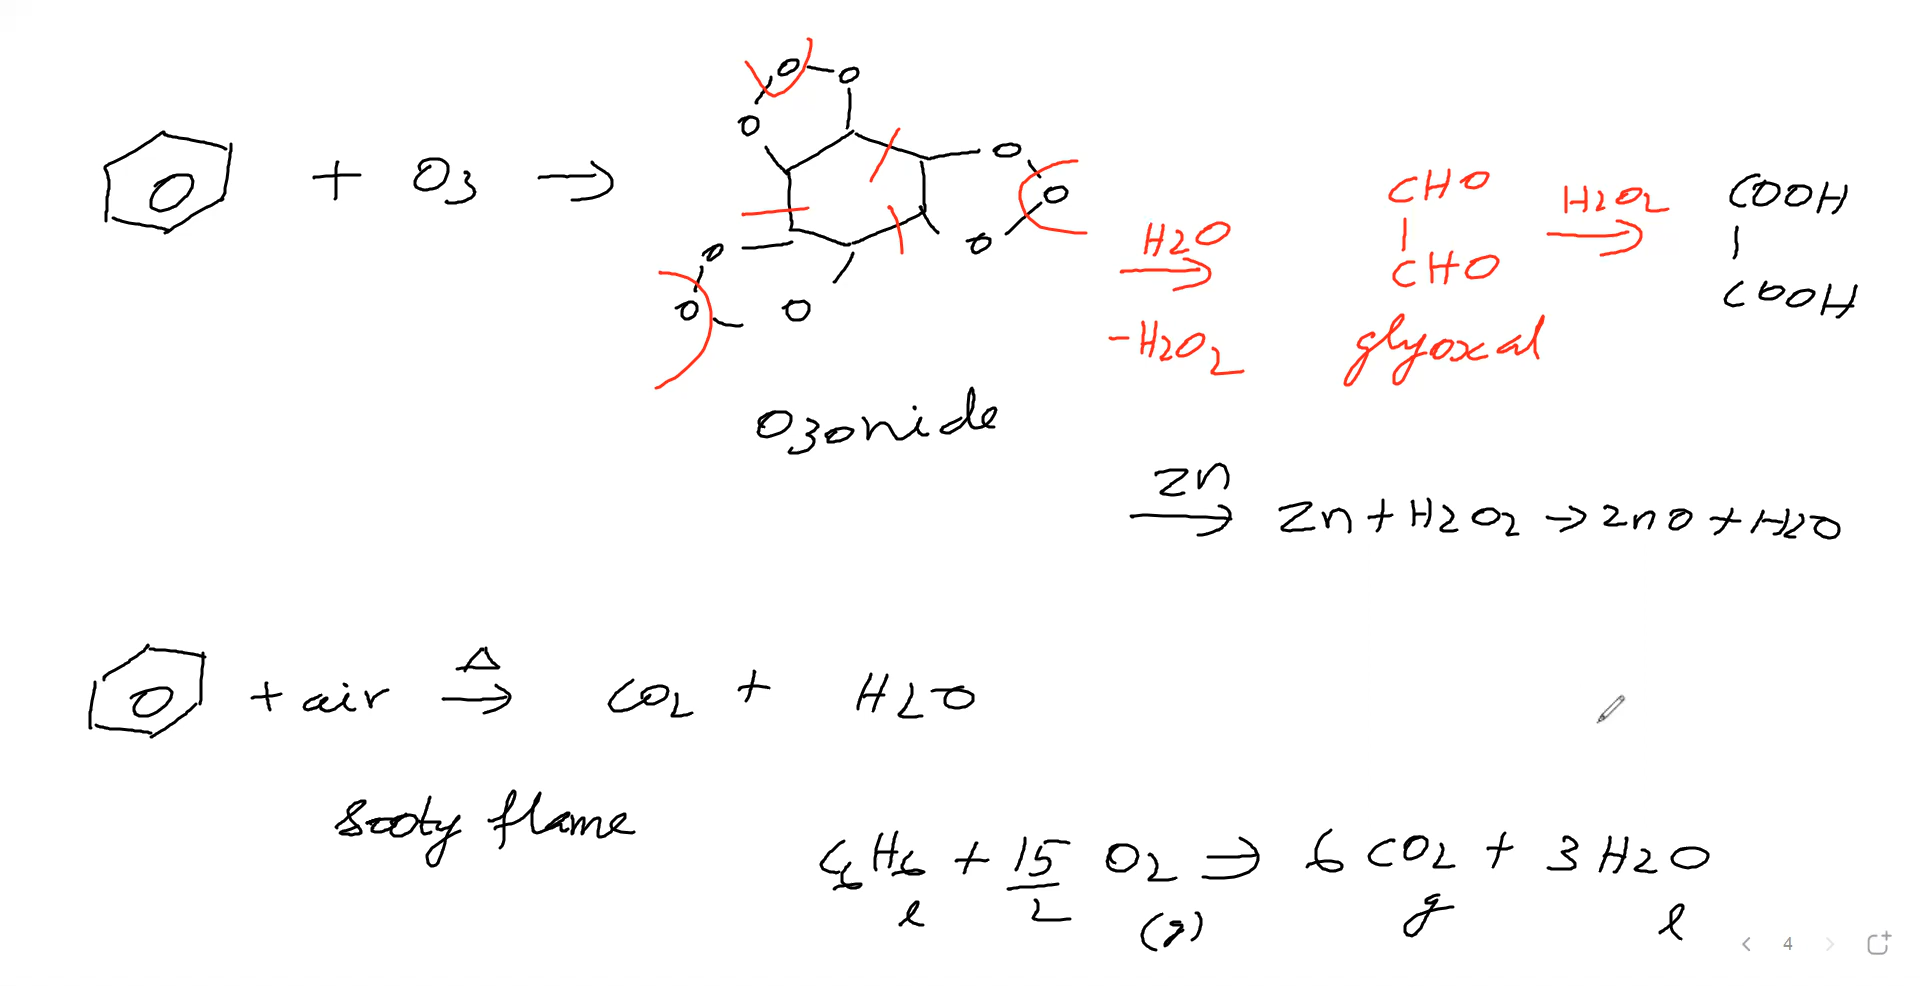 + O3 →
O O
O
O
O
O
O
O
O
H2O
→
-H2O2
CHO
|
CHO
glyoxal
H2O2
→
COOH
|
COOH
Ozonide
Zn
→ Zn + H2O2 → ZnO + H2O
+ air Δ → CO2 + H2O
Sooty flame
C6H6 + 15/2 O2 → 6 CO2 + 3 H2O
l (g) g l
4